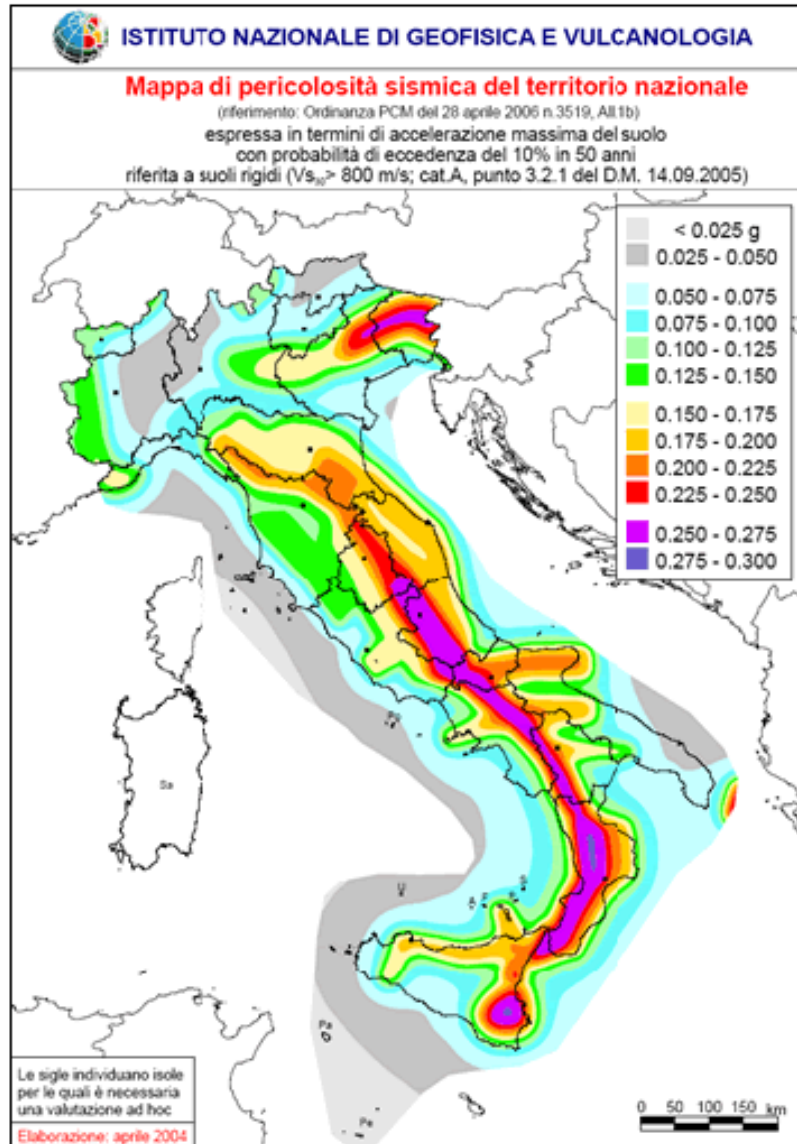 ISTITUTO NAZIONALE DI GEOFISICA E VULCANOLOGIA
Mappa di pericolosità sismica del territorio nazionale
(riferimento: Ordinanza PCM del 28 aprile 2006 n.3519, All.1b)
espressa in termini di accelerazione massima del suolo
con probabilità di eccedenza del 10% in 50 anni
riferita a suoli rigidi (Vs₃₀> 800 m/s; cat.A, punto 3.2.1 del D.M. 14.09.2005)
< 0.025 g
0.025 - 0.050
0.050 - 0.075
0.075 - 0.100
0.100 - 0.125
0.125 - 0.150
0.150 - 0.175
0.175 - 0.200
0.200 - 0.225
0.225 - 0.250
0.250 - 0.275
0.275 - 0.300
Sa
U
A
F
S
Pa
Pe
Le sigle individuano isole
per le quali è necessaria
una valutazione ad hoc
Elaborazione: aprile 2004
0 50 100 150 km